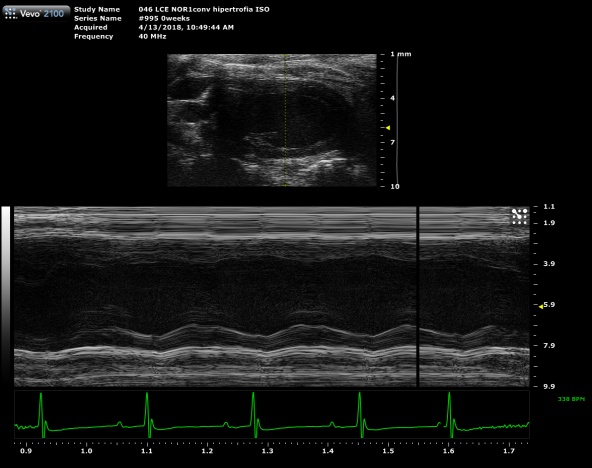 Vevo 2100
Study Name 046 LCE NOR1conv hipertrofia ISO
Series Name #995 0weeks
Acquired 4/13/2018, 10:49:44 AM
Frequency 40 MHz
1 mm
4
7
10
1.1
1.9
3.9
5.9
7.9
9.9
338 BPM
0.9 1.0 1.1 1.2 1.3 1.4 1.5 1.6 1.7